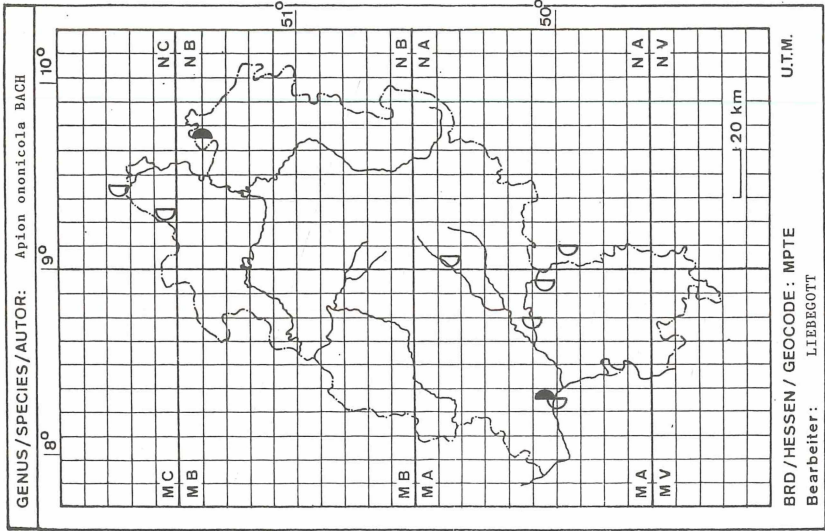 GENUS/SPECIES/AUTOR: Apion ononicola BACH
8° 9° 10°
MC NC
MB NB
51°
MB NB
MA NA
50°
MA NA
MV NV
20 km
BRD/HESSEN/GEOCODE: MPTE U.T.M.
Bearbeiter: LIEBEGOTT